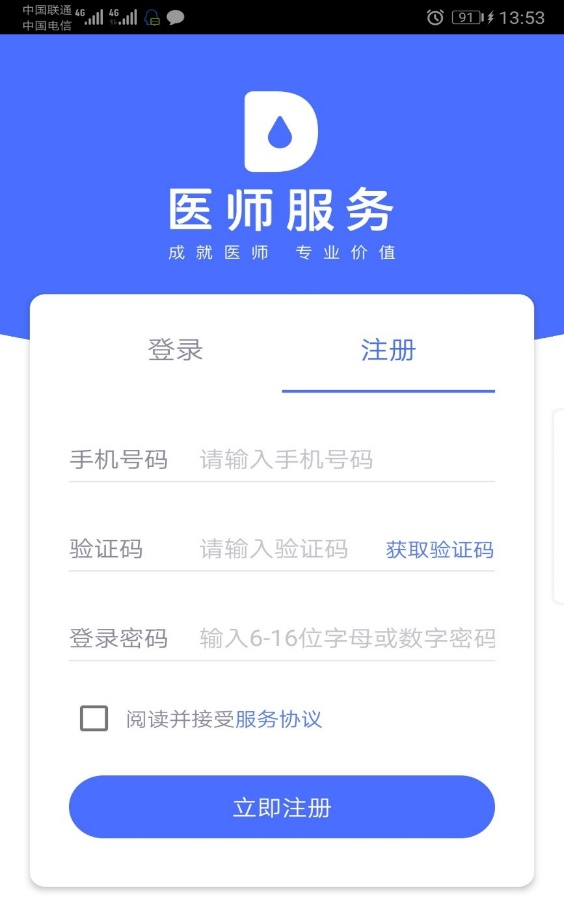 中国联通 4G 4G 91 13:53
中国电信
D
医师服务
成就医师 专业价值
登录 注册
手机号码 请输入手机号码
验证码 请输入验证码 获取验证码
登录密码 输入6-16位字母或数字密码
阅读并接受服务协议
立即注册